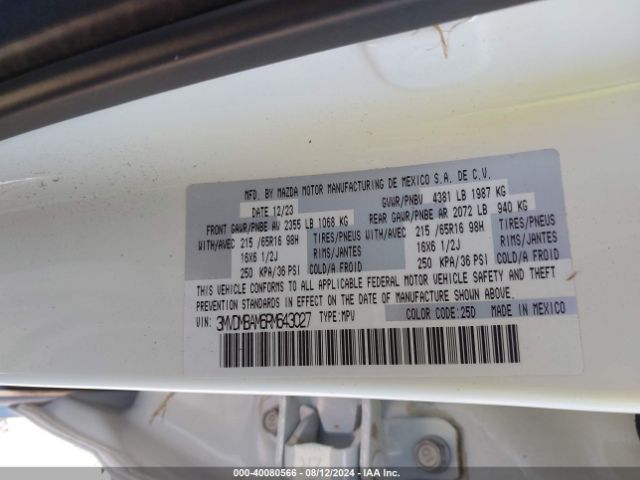 MFD. BY MAZDA MOTOR MANUFACTURING DE MEXICO S.A. DE C.V.
DATE 12/23 GVWR/PNBV 4381 LB 1987 KG
FRONT GAWR/PNBE AV 2355 LB 1068 KG REAR GAWR/PNBE AR 2072 LB 940 KG
WITH/AVEC 215 /65R16 98H TIRES/PNEUS WITH/AVEC 215 /65R16 98H TIRES/PNEUS
16X6 1/2J RIMS/JANTES 16X6 1/2J RIMS/JANTES
250 KPA/36 PSI COLD/A FROID 250 KPA/36 PSI COLD/A FROID
THIS VEHICLE CONFORMS TO ALL APPLICABLE FEDERAL MOTOR VEHICLE SAFETY AND THEFT
PREVENTION STANDARDS IN EFFECT ON THE DATE OF MANUFACTURE SHOWN ABOVE.
VIN: 3MVDMBAM6RM643027 TYPE:MPV COLOR CODE:25D MADE IN MEXICO
000-40080566 - 08/12/2024 - IAA Inc.